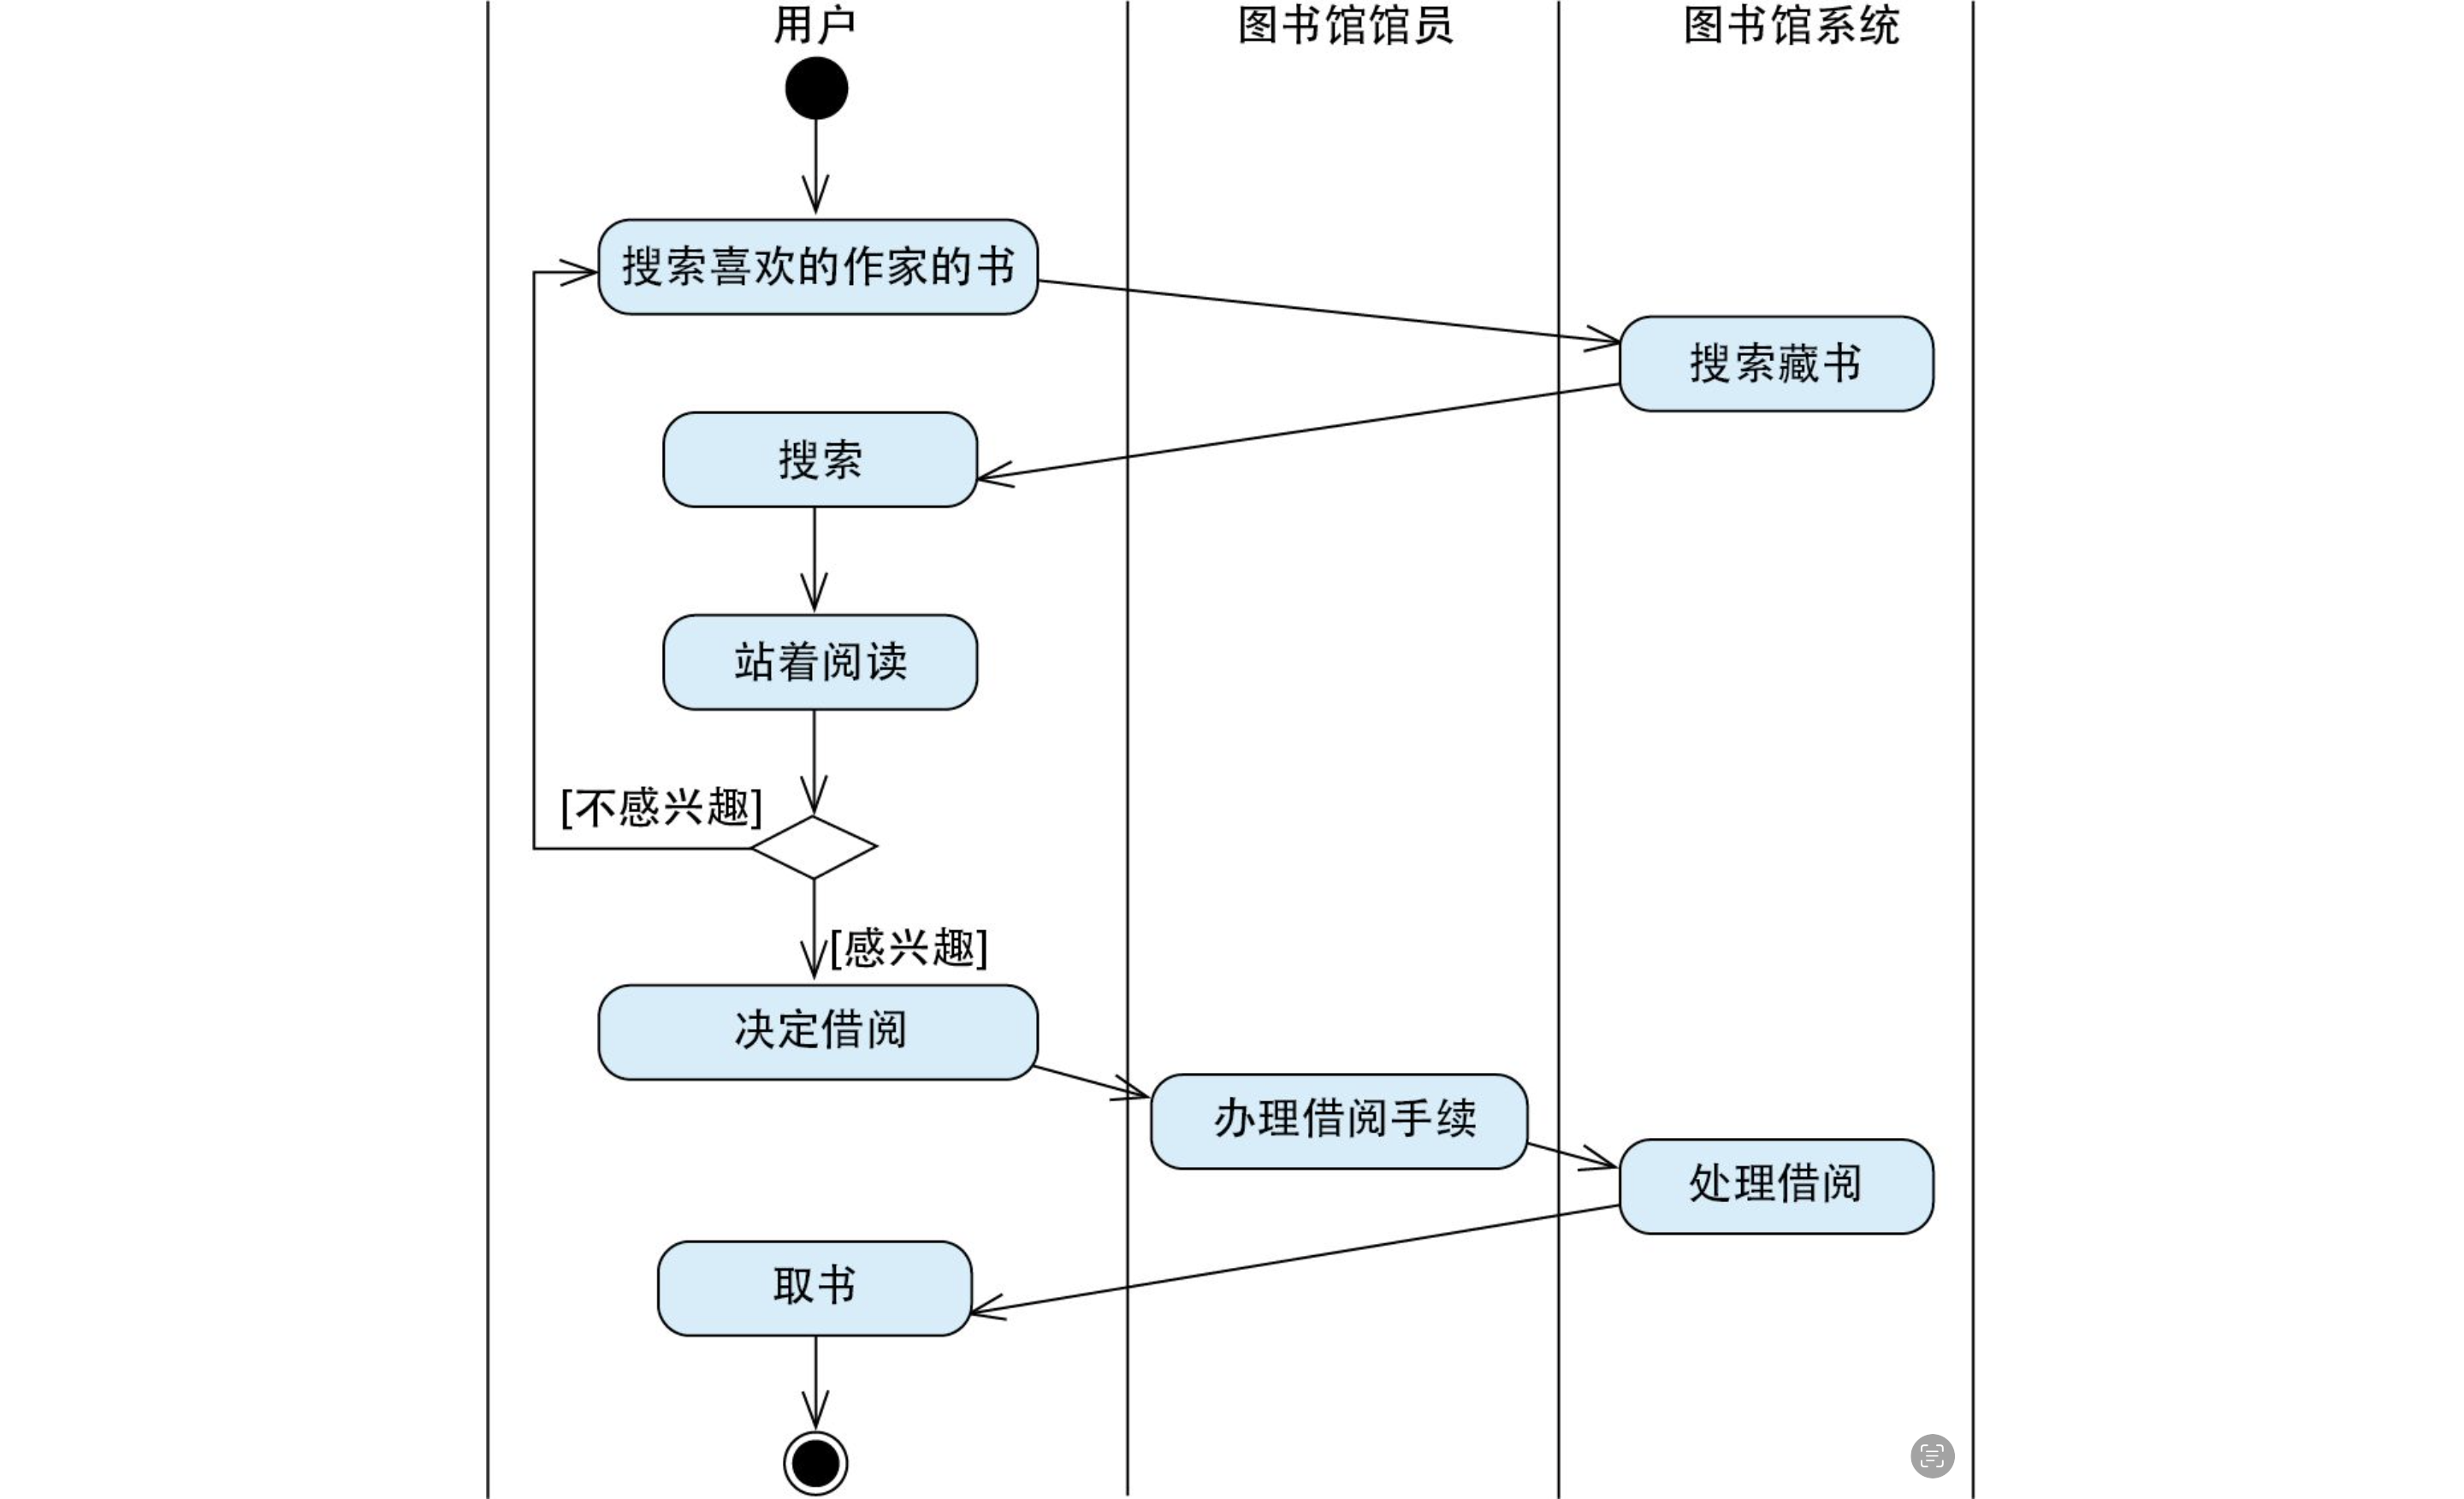 用户
图书馆馆员
图书馆系统
搜索喜欢的作家的书
搜索藏书
搜索
站着阅读
[不感兴趣]
[感兴趣]
决定借阅
办理借阅手续
处理借阅
取书